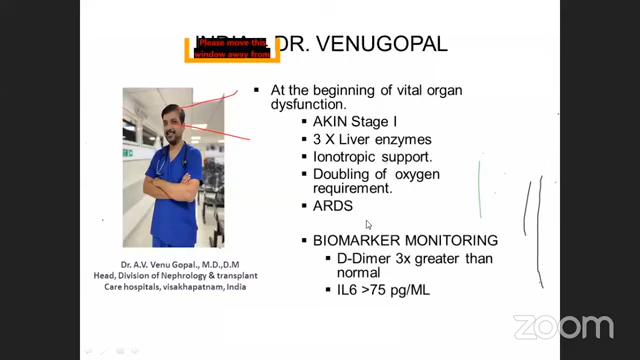 INDIA – DR. VENUGOPAL
Please move this
window away from
▪ At the beginning of vital organ
dysfunction.
▪ AKIN Stage I
▪ 3 X Liver enzymes
▪ Ionotropic support.
▪ Doubling of oxygen
requirement.
▪ ARDS
▪ BIOMARKER MONITORING
▪ D-Dimer 3x greater than
normal
▪ IL6 >75 pg/ML
Dr. A.V. Venu Gopal., M.D.,D.M
Head, Division of Nephrology & transplant
Care hospitals, visakhapatnam, India
zoom